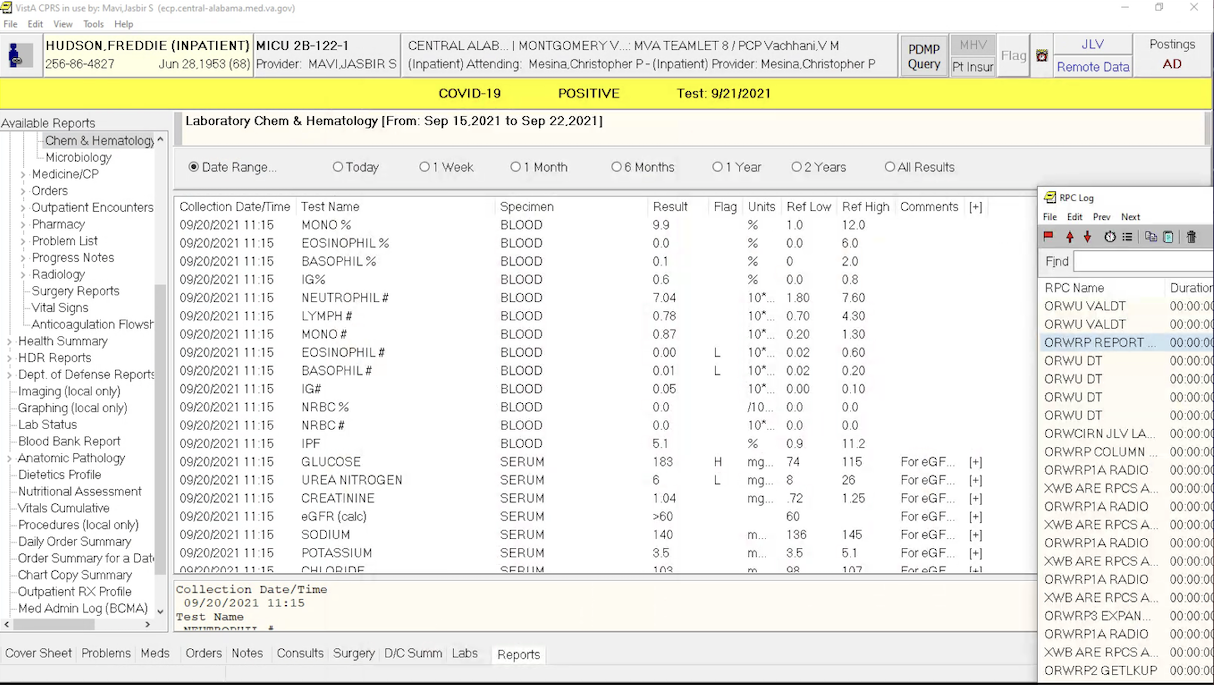 VistA CPRS in use by: Mavi,Jasbir S (ecp.central-alabama.med.va.gov)
File Edit View Tools Help
HUDSON,FREDDIE (INPATIENT) MICU 2B-122-1 CENTRAL ALAB... | MONTGOMERY V...: MVA TEAMLET 8 / PCP Vachhani,V M PDMP Query MHV Flag JLV Postings
256-86-4827 Jun 28,1953 (68) Provider: MAVI,JASBIR S (Inpatient) Attending: Mesina,Christopher P - (Inpatient) Provider: Mesina,Christopher P Pt Insur Remote Data AD
COVID-19 POSITIVE Test: 9/21/2021
Available Reports
Chem & Hematology
Microbiology
Medicine/CP
Orders
Outpatient Encounters
Pharmacy
Problem List
Progress Notes
Radiology
Surgery Reports
Vital Signs
Anticoagulation Flowsh
Health Summary
HDR Reports
Dept. of Defense Reports
Imaging (local only)
Graphing (local only)
Lab Status
Blood Bank Report
Anatomic Pathology
Dietetics Profile
Nutritional Assessment
Vitals Cumulative
Procedures (local only)
Daily Order Summary
Order Summary for a Date
Chart Copy Summary
Outpatient RX Profile
Med Admin Log (BCMA)
Laboratory Chem & Hematology [From: Sep 15,2021 to Sep 22,2021]
Date Range... Today 1 Week 1 Month 6 Months 1 Year 2 Years All Results
Collection Date/Time Test Name Specimen Result Flag Units Ref Low Ref High Comments [+]
09/20/2021 11:15 MONO % BLOOD 9.9 % 1.0 12.0
09/20/2021 11:15 EOSINOPHIL % BLOOD 0.0 % 0.0 6.0
09/20/2021 11:15 BASOPHIL % BLOOD 0.1 % 0 2.0
09/20/2021 11:15 IG% BLOOD 0.6 % 0.0 0.8
09/20/2021 11:15 NEUTROPHIL # BLOOD 7.04 10*... 1.80 7.60
09/20/2021 11:15 LYMPH # BLOOD 0.78 10*... 0.70 4.30
09/20/2021 11:15 MONO # BLOOD 0.87 10*... 0.20 1.30
09/20/2021 11:15 EOSINOPHIL # BLOOD 0.00 L 10*... 0.02 0.60
09/20/2021 11:15 BASOPHIL # BLOOD 0.01 L 10*... 0.02 0.20
09/20/2021 11:15 IG# BLOOD 0.05 10*... 0.00 0.10
09/20/2021 11:15 NRBC % BLOOD 0.0 /10... 0.0 0.0
09/20/2021 11:15 NRBC # BLOOD 0.0 10*... 0.0 0.0
09/20/2021 11:15 IPF BLOOD 5.1 % 0.9 11.2
09/20/2021 11:15 GLUCOSE SERUM 183 H mg... 74 115 For eGF... [+]
09/20/2021 11:15 UREA NITROGEN SERUM 6 L mg... 8 26 For eGF... [+]
09/20/2021 11:15 CREATININE SERUM 1.04 mg... .72 1.25 For eGF... [+]
09/20/2021 11:15 eGFR (calc) SERUM >60 60 For eGF... [+]
09/20/2021 11:15 SODIUM SERUM 140 m... 136 145 For eGF... [+]
09/20/2021 11:15 POTASSIUM SERUM 3.5 m... 3.5 5.1 For eGF... [+]
09/20/2021 11:15 CHLORIDE SERUM 103 m... 98 107 For eGF... [+]
Collection Date/Time
09/20/2021 11:15
Test Name
NEUTROPHIL #
RPC Log
File Edit Prev Next
Find
RPC Name Duration
ORWU VALDT 00:00:00
ORWU VALDT 00:00:00
ORWRP REPORT ... 00:00:00
ORWU DT 00:00:00
ORWU DT 00:00:00
ORWU DT 00:00:00
ORWU DT 00:00:00
ORWCIRN JLV LA... 00:00:00
ORWRP COLUMN ... 00:00:00
ORWRP1A RADIO 00:00:00
XWB ARE RPCS A... 00:00:00
ORWRP1A RADIO 00:00:00
XWB ARE RPCS A... 00:00:00
ORWRP1A RADIO 00:00:00
XWB ARE RPCS A... 00:00:00
ORWRP1A RADIO 00:00:00
XWB ARE RPCS A... 00:00:00
ORWRP3 EXPAN... 00:00:00
ORWRP1A RADIO 00:00:00
XWB ARE RPCS A... 00:00:00
ORWRP2 GETLKUP 00:00:00
Cover Sheet Problems Meds Orders Notes Consults Surgery D/C Summ Labs Reports